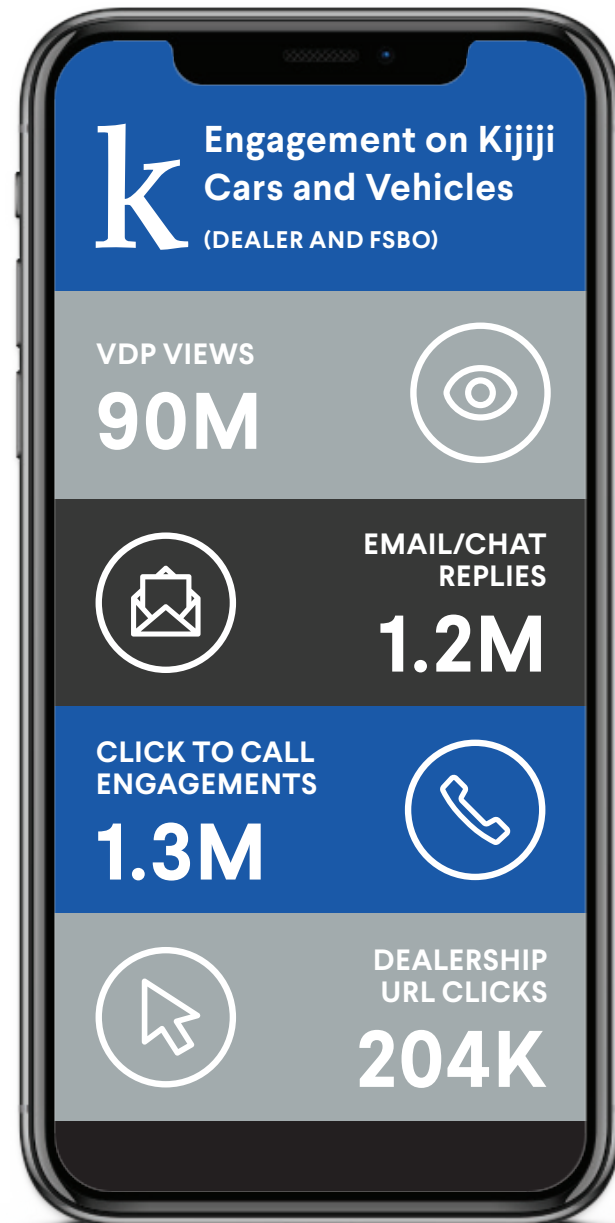 k
Engagement on Kijiji
Cars and Vehicles
(DEALER AND FSBO)
VDP VIEWS
90M
EMAIL/CHAT
REPLIES
1.2M
CLICK TO CALL
ENGAGEMENTS
1.3M
DEALERSHIP
URL CLICKS
204K